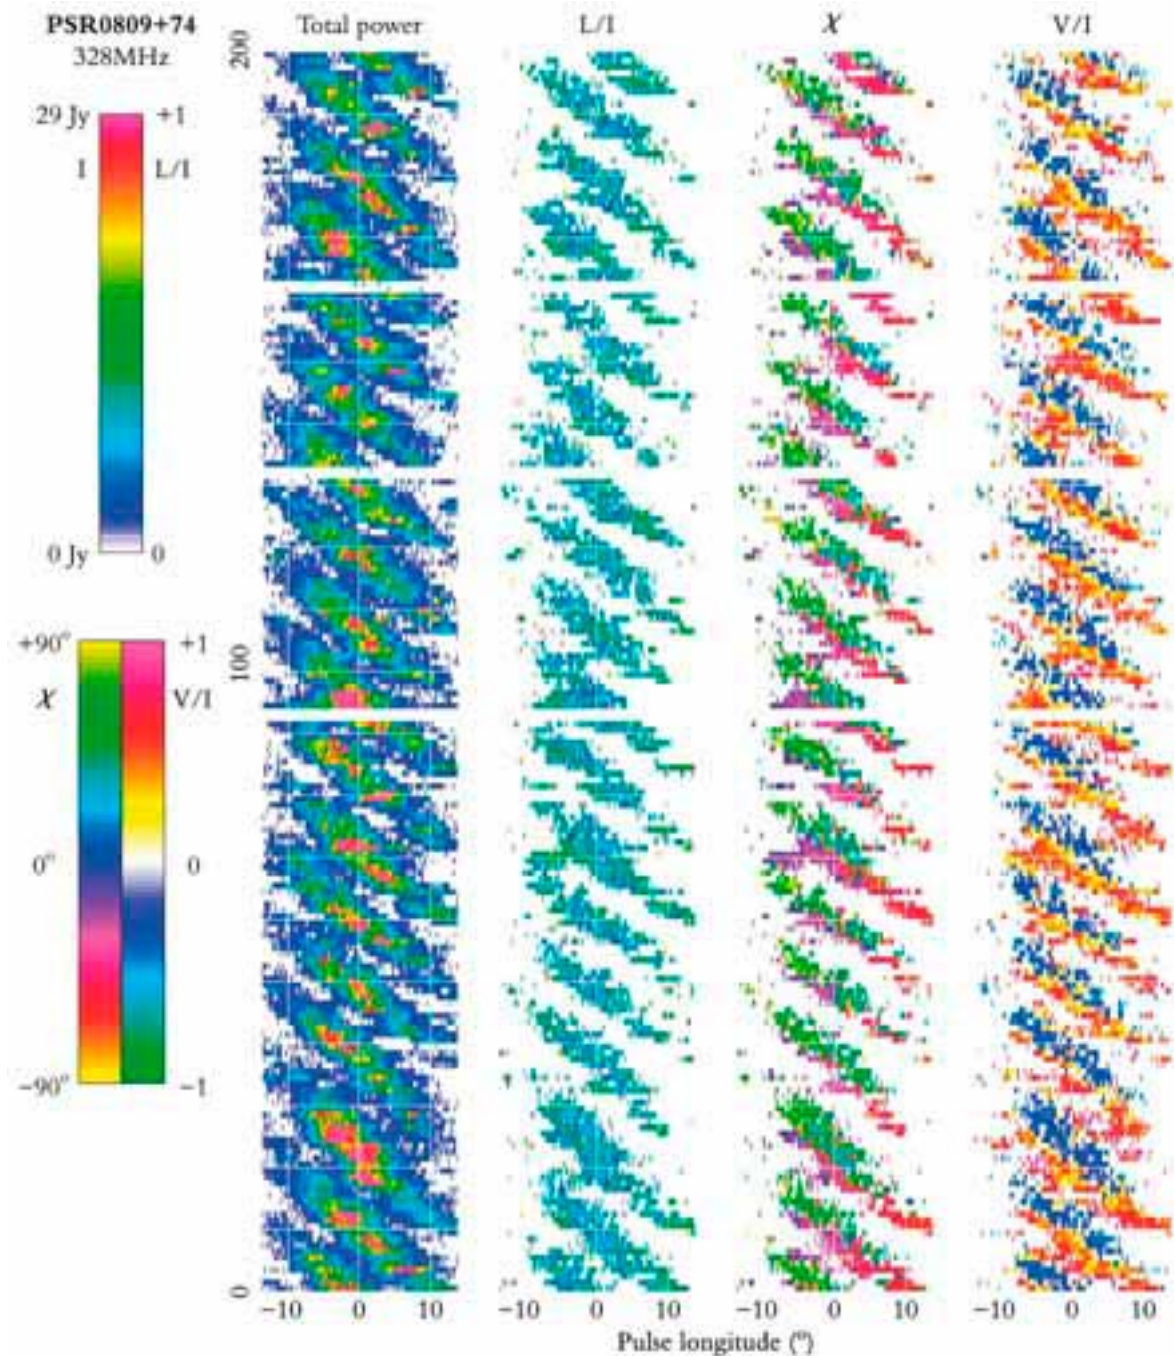 PSR0809+74
328MHz
Total power
L/I
χ
V/I
200
29 Jy
+1
I
L/I
0 Jy
0
+90°
+1
χ
V/I
100
0°
0
−90°
−1
0
−10 0 10
−10 0 10
−10 0 10
−10 0 10
Pulse longitude (°)